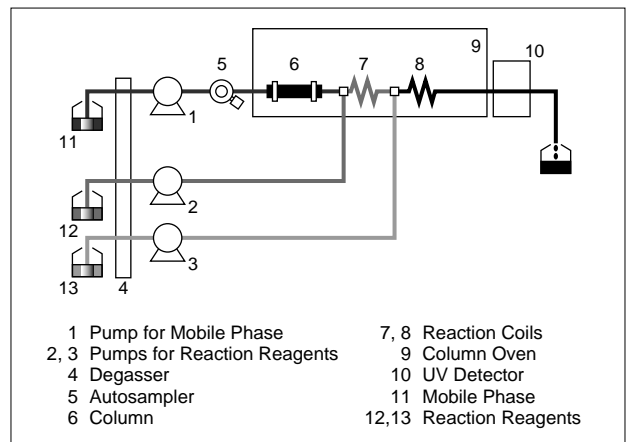 5
6
7
8
9
10
1
11
2
12
3
13
4
1 Pump for Mobile Phase
2, 3 Pumps for Reaction Reagents
4 Degasser
5 Autosampler
6 Column
7, 8 Reaction Coils
9 Column Oven
10 UV Detector
11 Mobile Phase
12,13 Reaction Reagents